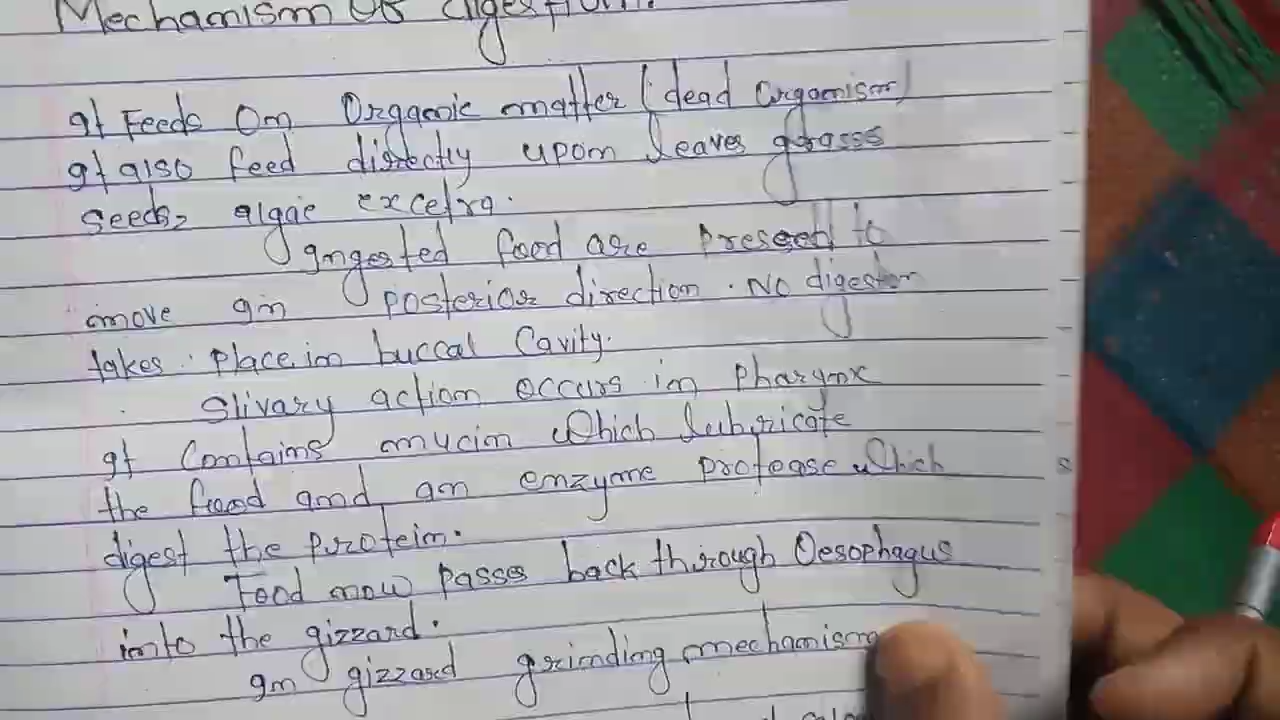 Mechanism of digestion.
It Feeds on Organic matter (dead organism)
It also feed directly upon leaves grasss
seeds, algae excetra.
Ingested food are present to
move In posterior direction. No digeston
takes place in buccal Cavity.
Slivary action occurs in Pharynx
It Contains mucin which lubricate
the food and an enzyme protease which
digest the protein.
Food now passes back through Oesophagus
into the gizzard.
In gizzard grinding mechanism